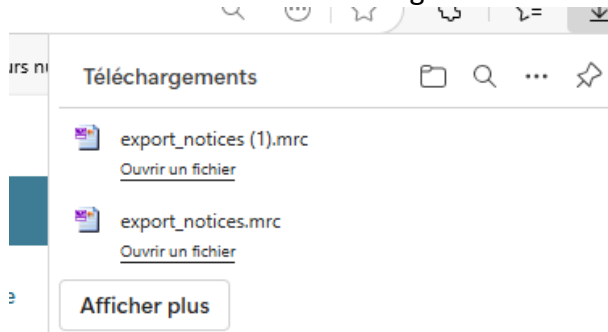 Téléchargements
export_notices (1).mrc
Ouvrir un fichier
export_notices.mrc
Ouvrir un fichier
Afficher plus